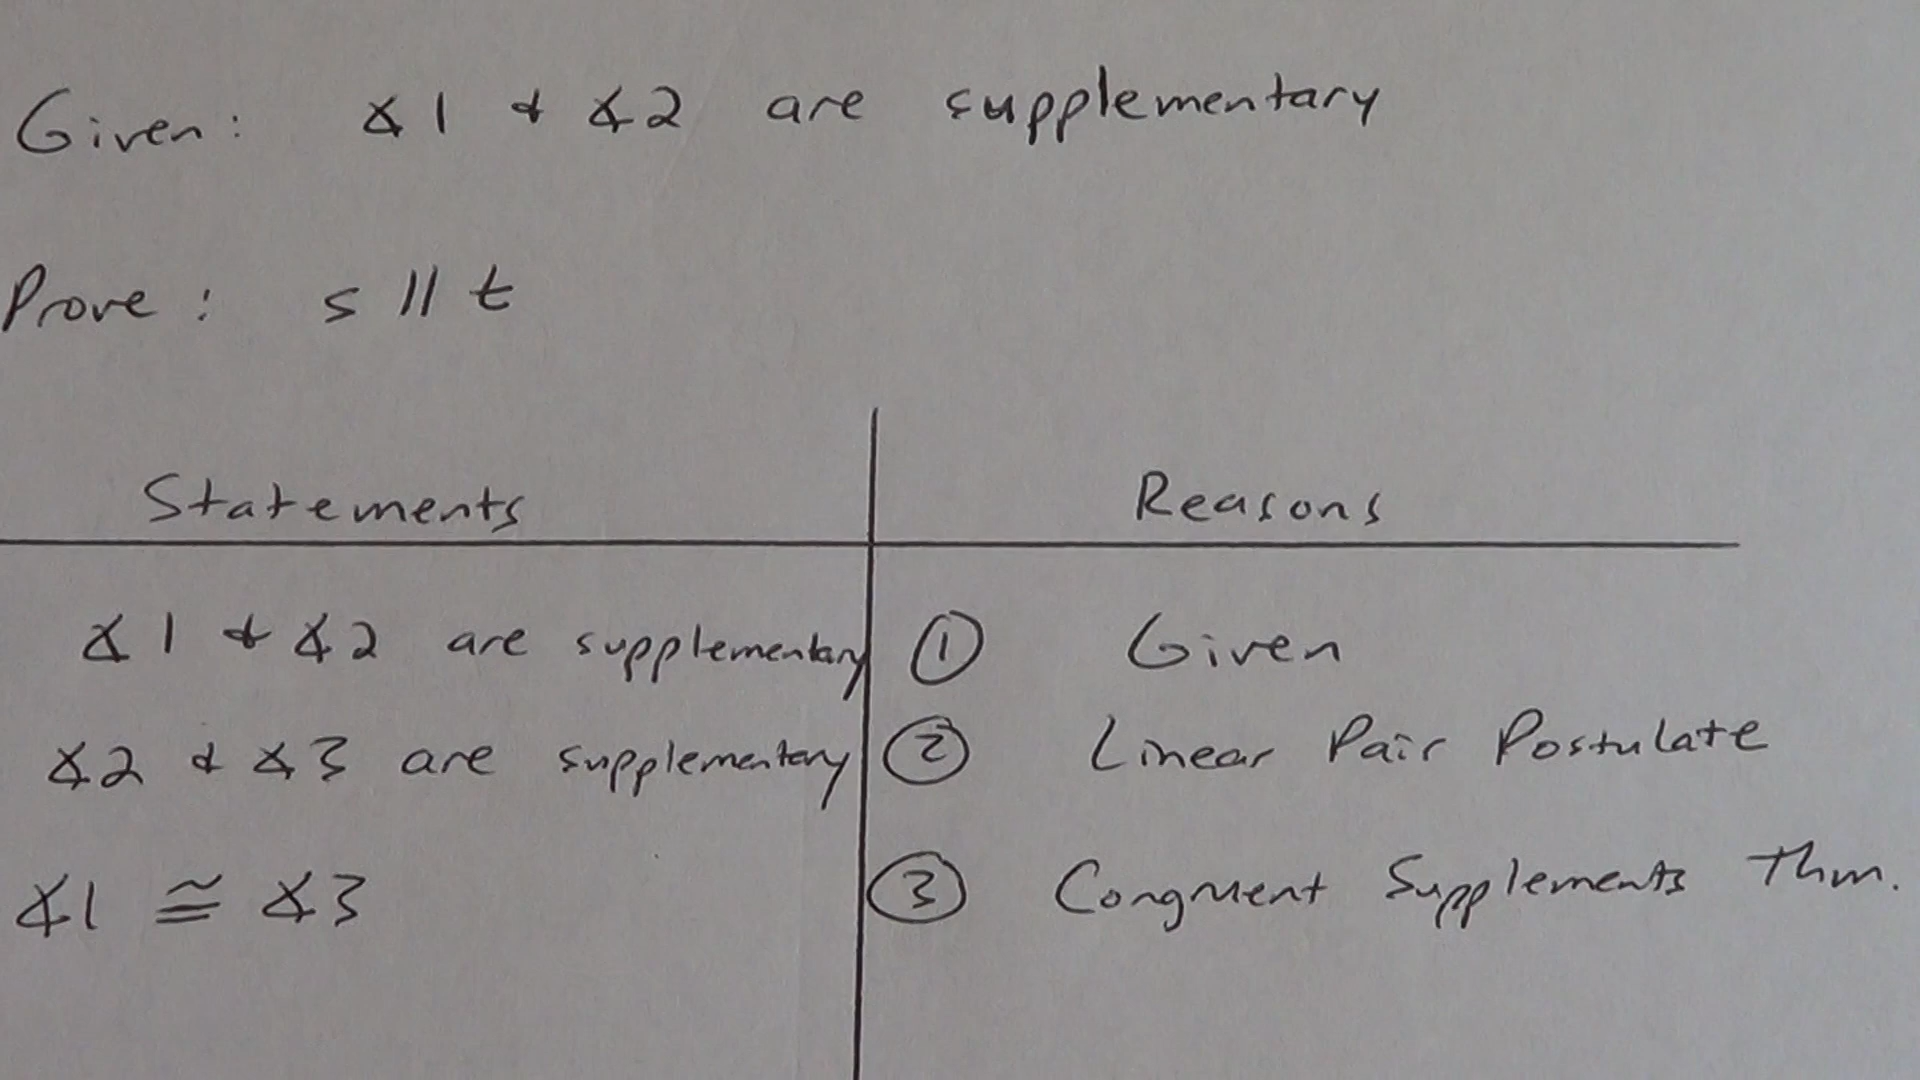 Given: ∡1 & ∡2 are supplementary
Prove: s || t
Statements Reasons
∡1 & ∡2 are supplementary ① Given
∡2 & ∡3 are supplementary ② Linear Pair Postulate
∡1 ≅ ∡3 ③ Congruent Supplements Thm.